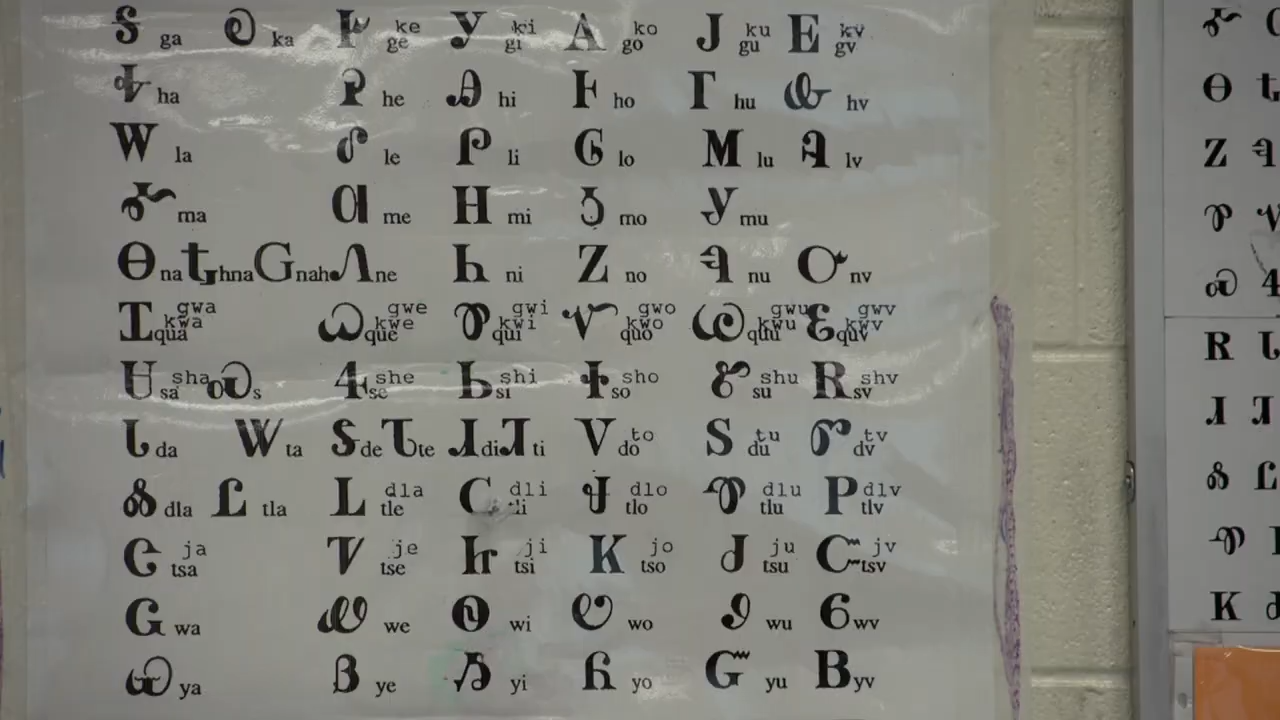 Ꭶ ga Ꭷ ka Ꭸ ke ge Ꭹ ki gi Ꭺ ko go Ꭻ ku gu Ꭼ kv gv
Ꭽ ha Ꭾ he Ꭿ hi Ꮀ ho Ꮁ hu Ꮂ hv
Ꮃ la Ꮄ le Ꮅ li Ꮆ lo Ꮇ lu Ꮈ lv
Ꮉ ma Ꮊ me Ꮋ mi Ꮌ mo Ꮍ mu
Ꮎ na Ꮏ hna Ꮐ nah Ꮑ ne Ꮒ ni Ꮓ no Ꮔ nu Ꮕ nv
Ꮖ gwa kwa qua Ꮗ gwe kwe que Ꮘ gwi kwi qui Ꮙ gwo kwo quo Ꮚ gwu kwu quu Ꮛ gwv kwv quv
Ꮜ sha sa Ꮝ s Ꮞ she se Ꮟ shi si Ꮠ sho so Ꮡ shu su Ꮢ shv sv
Ꮣ da Ꮤ ta Ꮥ de Ꮦ te Ꮧ di Ꮨ ti Ꮩ to do Ꮪ tu du Ꮫ tv dv
Ꮬ dla Ꮭ tla Ꮮ dla tle Ꮯ dli tli Ꮰ dlo tlo Ꮱ dlu tlu Ꮲ dlv tlv
Ꮳ ja tsa Ꮴ je tse Ꮵ ji tsi Ꮶ jo tso Ꮷ ju tsu Ꮸ jv tsv
Ꮹ wa Ꮺ we Ꮻ wi Ꮼ wo Ꮽ wu Ꮾ wv
Ꮿ ya Ᏸ ye Ᏹ yi Ᏺ yo Ᏻ yu Ᏼ yv
Ꮉ
Ꮎ Ꮏ
Ꮓ Ꮔ
Ꮘ Ꮙ
Ꮝ Ꮞ
Ꮢ Ꮣ
Ꮧ Ꮨ
Ꮬ Ꮭ
Ꮱ
Ꮶ Ꮷ